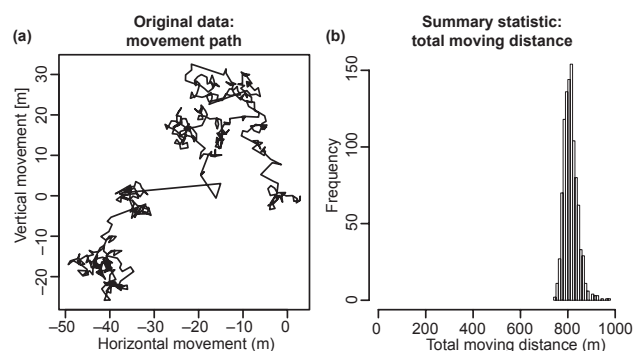 (a)
Original data:
movement path
Vertical movement [m]
30
20
10
0
−10
−20
−50 −40 −30 −20 −10 0
Horizontal movement (m)
(b)
Summary statistic:
total moving distance
Frequency
150
100
50
0
0 200 400 600 800 1000
Total moving distance (m)